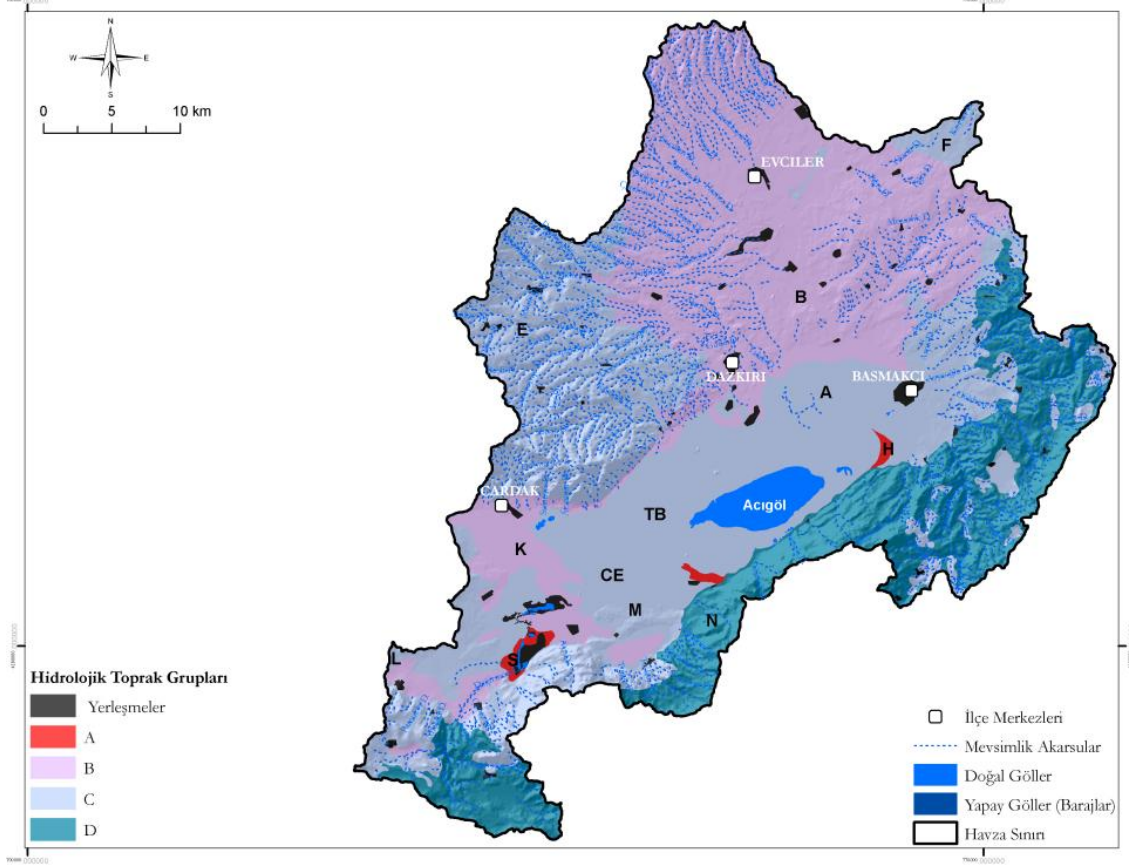 N
W
E
S
0 5 10 km
F
EVCILER
B
E
DAZKIRI
BASMAKCI
A
H
CARDAK
Acıgöl
TB
K
CE
M
N
S
L
Hidrolojik Toprak Grupları
Yerleşmeler
A
B
C
D
İlçe Merkezleri
Mevsimlik Akarsular
Doğal Göller
Yapay Göller (Barajlar)
Havza Sınırı